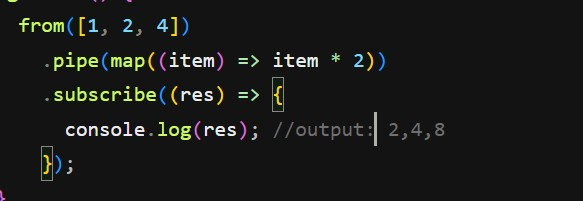 from([1, 2, 4])
.pipe(map((item) => item * 2))
.subscribe((res) => {
console.log(res); //output: 2,4,8
});
}